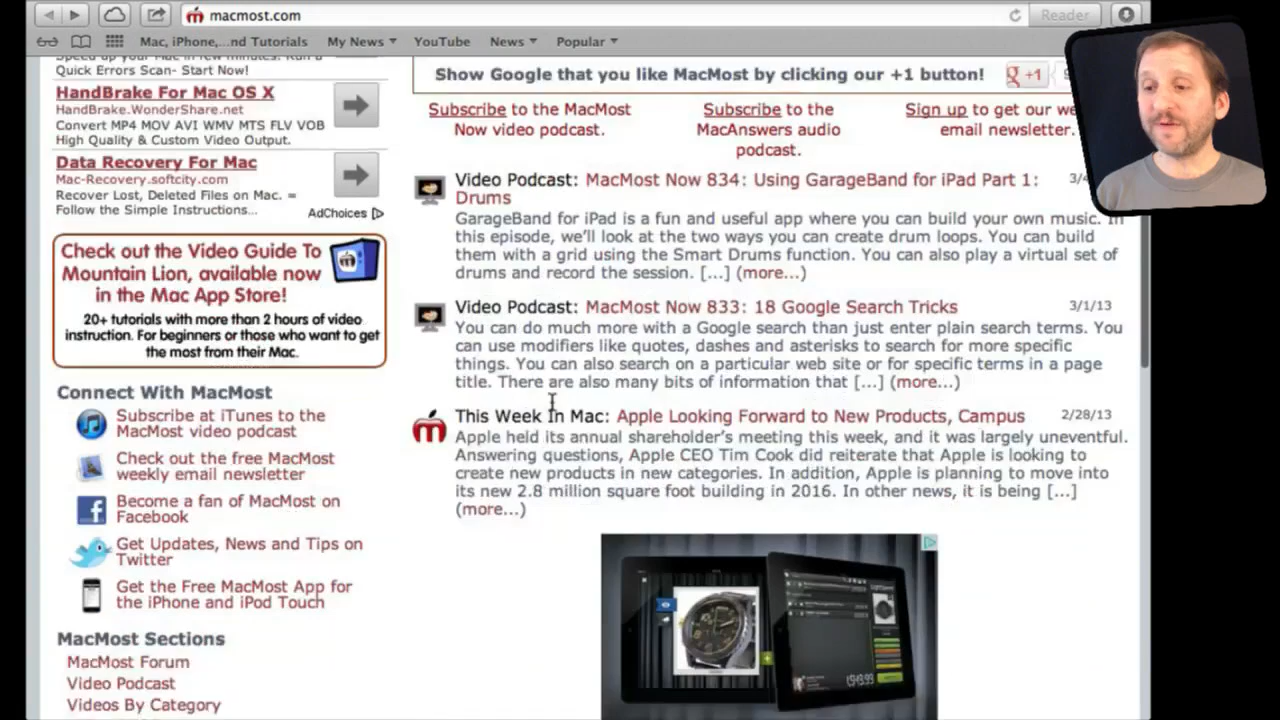 macmost.com
Reader
Mac, iPhone,...nd Tutorials
My News
YouTube
News
Popular
Quick Errors Scan- Start Now!
HandBrake For Mac OS X
HandBrake.WonderShare.net
Convert MP4 MOV AVI WMV MTS FLV VOB
High Quality & Custom Video Output.
Data Recovery For Mac
Mac-Recovery.softcity.com
Recover Lost, Deleted Files on Mac. =
Follow the Simple Instructions...
AdChoices
Check out the Video Guide To
Mountain Lion, available now
in the Mac App Store!
20+ tutorials with more than 2 hours of video
instruction. For beginners or those who want to get
the most from their Mac.
Connect With MacMost
Subscribe at iTunes to the
MacMost video podcast
Check out the free MacMost
weekly email newsletter
Become a fan of MacMost on
Facebook
Get Updates, News and Tips on
Twitter
Get the Free MacMost App for
the iPhone and iPod Touch
MacMost Sections
MacMost Forum
Video Podcast
Videos By Category
Show Google that you like MacMost by clicking our +1 button!
+1
Subscribe to the MacMost
Now video podcast.
Subscribe to the
MacAnswers audio
podcast.
Sign up to get our we
email newsletter.
Video Podcast: MacMost Now 834: Using GarageBand for iPad Part 1:
Drums
GarageBand for iPad is a fun and useful app where you can build your own music. In
this episode, we'll look at the two ways you can create drum loops. You can build
them with a grid using the Smart Drums function. You can also play a virtual set of
drums and record the session. [...] (more...)
Video Podcast: MacMost Now 833: 18 Google Search Tricks 3/1/13
You can do much more with a Google search than just enter plain search terms. You
can use modifiers like quotes, dashes and asterisks to search for more specific
things. You can also search on a particular web site or for specific terms in a page
title. There are also many bits of information that [...] (more...)
This Week In Mac: Apple Looking Forward to New Products, Campus 2/28/13
Apple held its annual shareholder's meeting this week, and it was largely uneventful.
Answering questions, Apple CEO Tim Cook did reiterate that Apple is looking to
create new products in new categories. In addition, Apple is planning to move into
its new 2.8 million square foot building in 2016. In other news, it is being [...]
(more...)